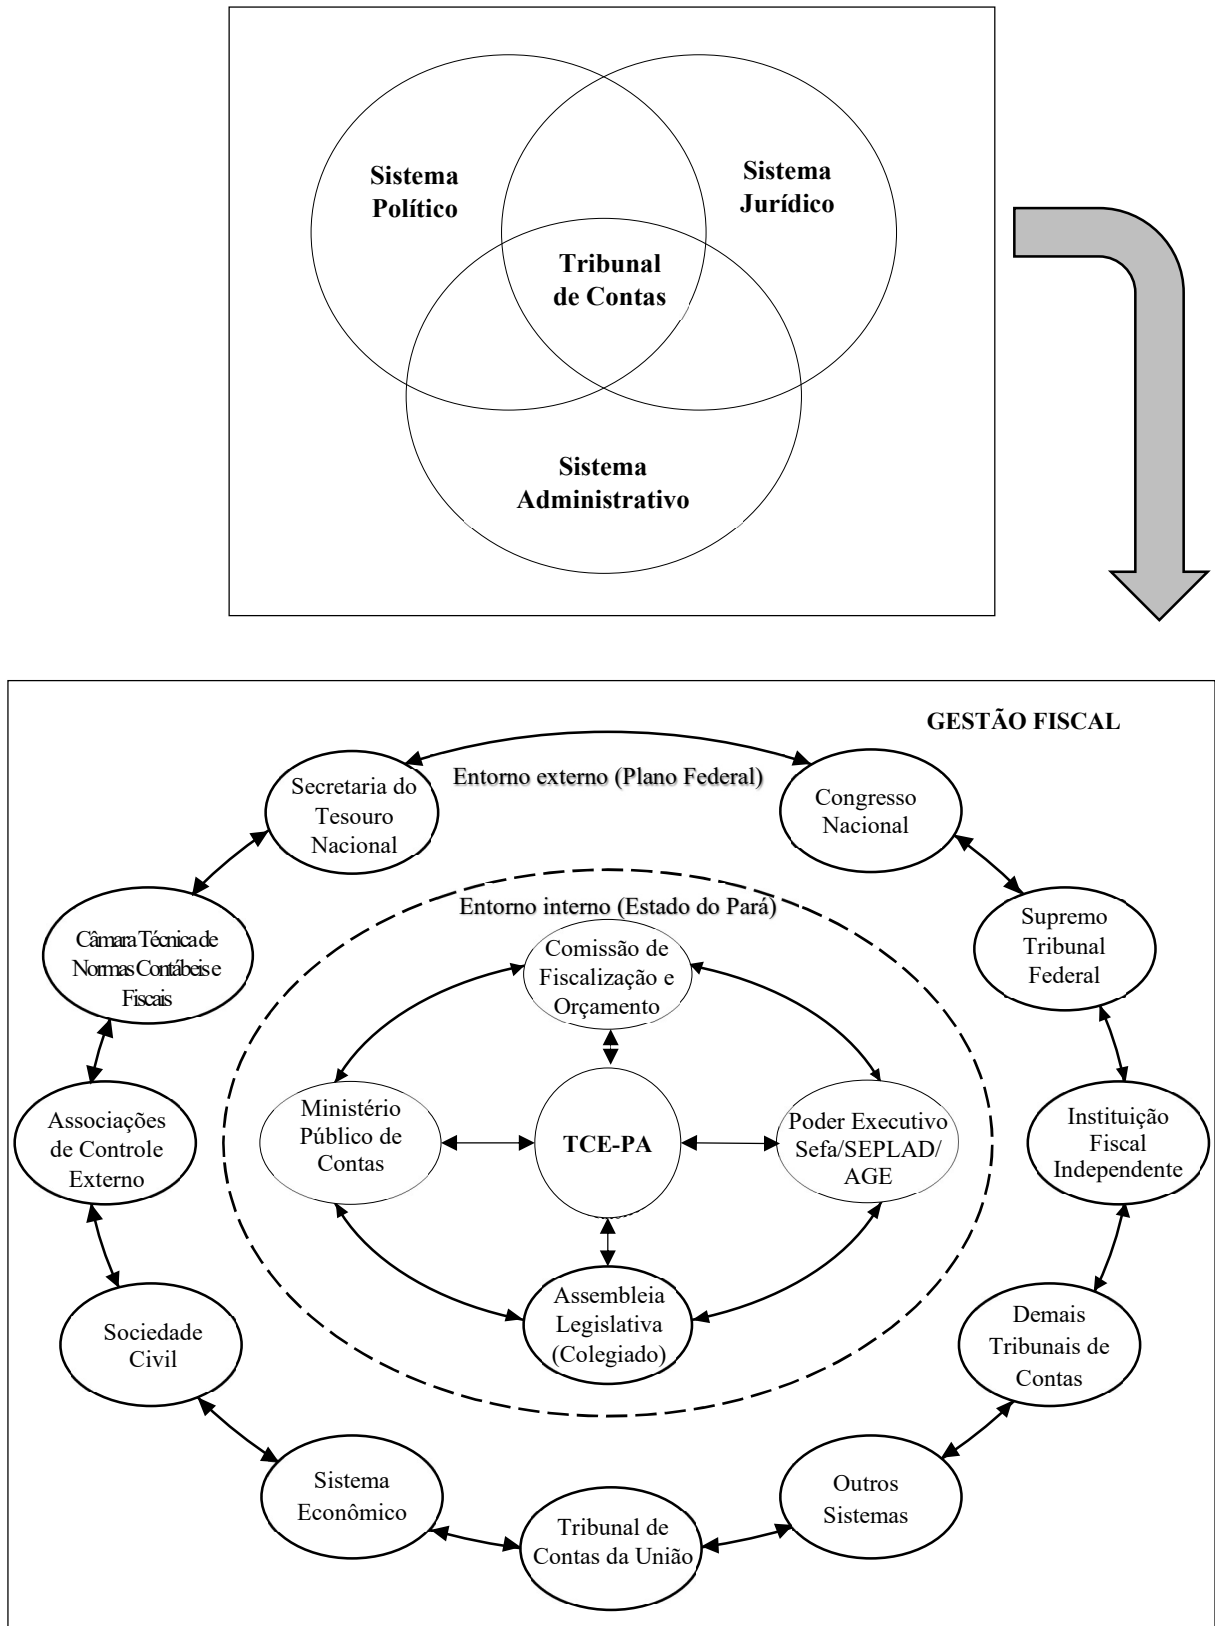 Sistema
Político
Sistema
Jurídico
Tribunal
de Contas
Sistema
Administrativo
GESTÃO FISCAL
Entorno externo (Plano Federal)
Secretaria do
Tesouro
Nacional
Congresso
Nacional
Entorno interno (Estado do Pará)
Câmara Técnica de
Normas Contábeis e
Fiscais
Comissão de
Fiscalização e
Orçamento
Supremo
Tribunal
Federal
Associações
de Controle
Externo
Ministério
Público de
Contas
TCE-PA
Poder Executivo
Sefa/SEPLAD/
AGE
Instituição
Fiscal
Independente
Sociedade
Civil
Assembleia
Legislativa
(Colegiado)
Demais
Tribunais de
Contas
Sistema
Econômico
Outros
Sistemas
Tribunal de
Contas da União